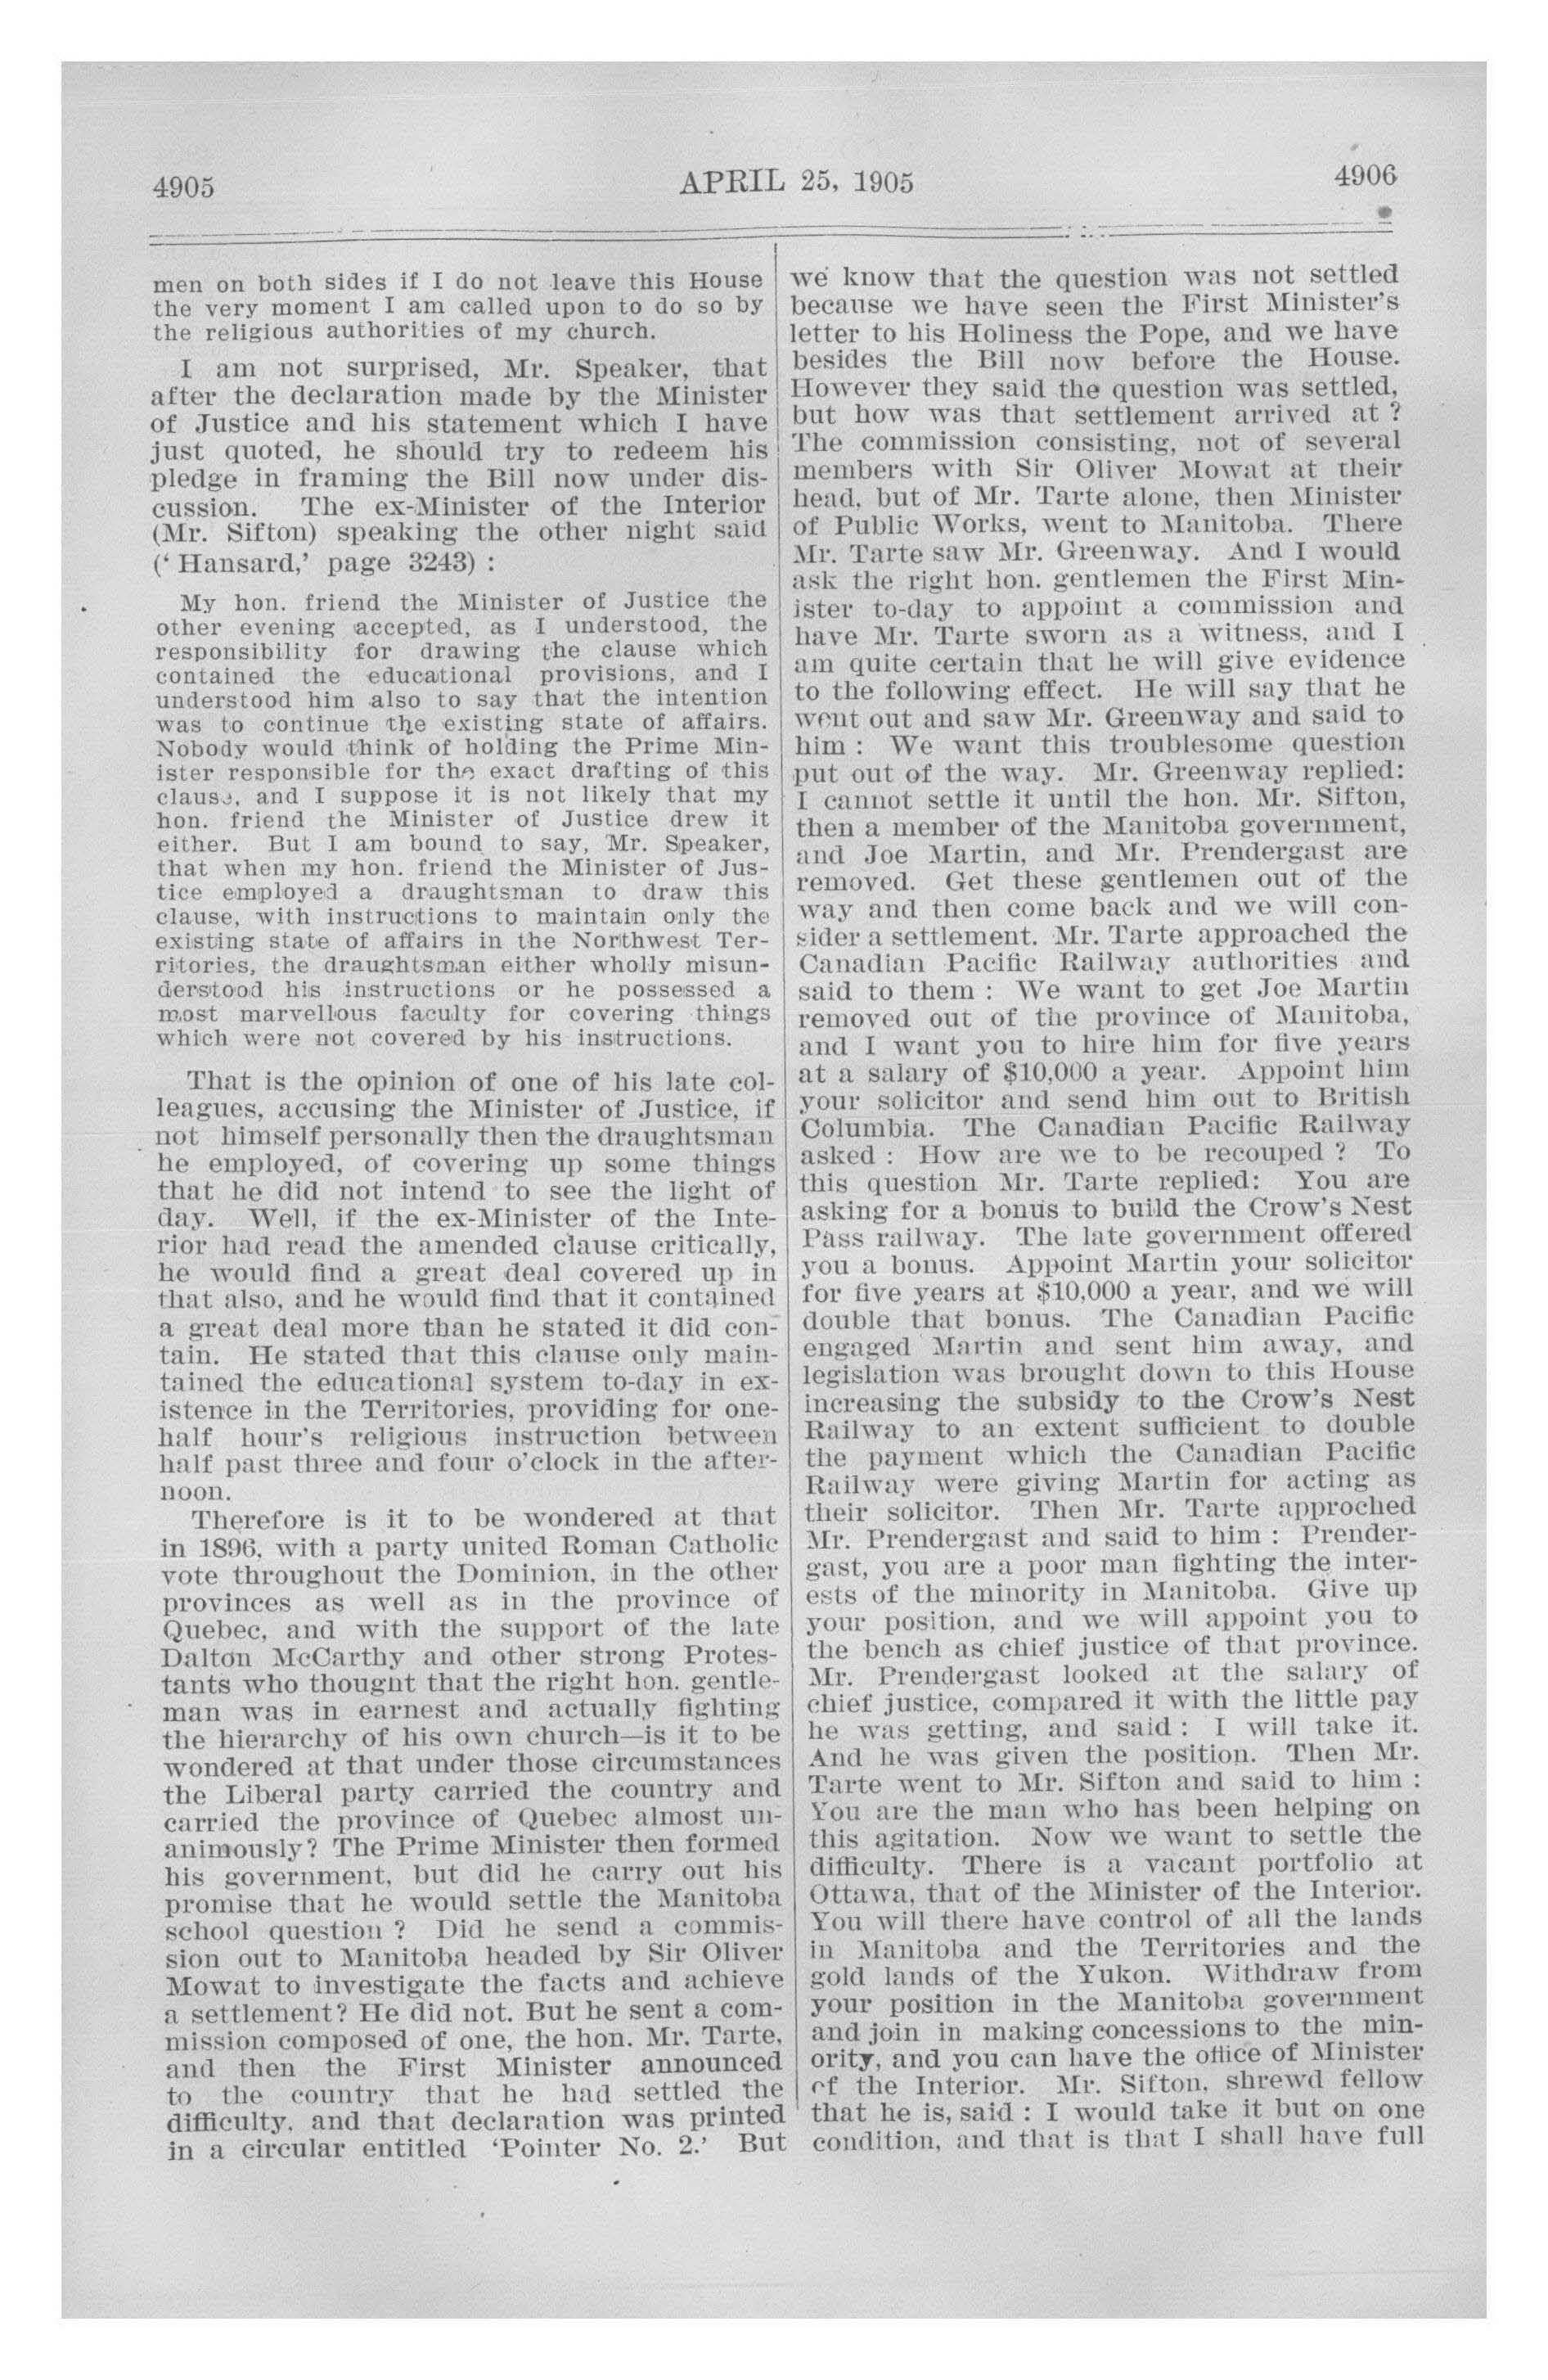 4905
APRIL 25, 1905
4906
men on both sides if I do not leave this House
the very moment I am called upon to do so by
the religious authorities of my church.
I am not surprised, Mr. Speaker, that
after the declaration made by the Minister
of Justice and his statement which I have
just quoted, he should try to redeem his
pledge in framing the Bill now under dis-
cussion. The ex-Minister of the Interior
(Mr. Sifton) speaking the other night said
(‘ Hansard,’ page 3243) :
My hon. friend the Minister of Justice the
other evening accepted, as I understood, the
responsibility for drawing the clause which
contained the educational provisions, and I
understood him also to say that the intention
was to continue the existing state of affairs.
Nobody would think of holding the Prime Min-
ister responsible for the exact drafting of this
clause, and I suppose it is not likely that my
hon. friend the Minister of Justice drew it
either. But I am bound to say, Mr. Speaker,
that when my hon. friend the Minister of Jus-
tice employed a draughtsman to draw this
clause, with instructions to maintain only the
existing state of affairs in the Northwest Ter-
ritories, the draughtsman either wholly misun-
derstood his instructions or he possessed a
most marvellous faculty for covering things
which were not covered by his instructions.
That is the opinion of one of his late col-
leagues, accusing the Minister of Justice, if
not himself personally then the draughtsman
he employed, of covering up some things
that he did not intend to see the light of
day. Well, if the ex-Minister of the Inte-
rior had read the amended clause critically,
he would find a great deal covered up in
that also, and he would find that it contained
a great deal more than he stated it did con-
tain. He stated that this clause only main-
tained the educational system to-day in ex-
istence in the Territories, providing for one-
half hour's religious instruction between
half past three and four o'clock in the after-
noon.
Therefore is it to be wondered at that
in 1896, with a party united Roman Catholic
vote throughout the Dominion, in the other
provinces as well as in the province of
Quebec, and with the support of the late
Dalton McCarthy and other strong Protes-
tants who thought that the right hon. gentle-
man was in earnest and actually fighting
the hierarchy of his own church—is it to be
wondered at that under those circumstances
the Liberal party carried the country and
carried the province of Quebec almost un-
animously? The Prime Minister then formed
his government, but did he carry out his
promise that he would settle the Manitoba
school question ? Did he send a commis-
sion out to Manitoba headed by Sir Oliver
Mowat to investigate the facts and achieve
a settlement? He did not. But he sent a com-
mission composed of one, the hon. Mr. Tarte,
and then the First Minister announced
to the country that he had settled the
difficulty, and that declaration was printed
in a circular entitled ‘Pointer No. 2.’ But
we know that the question was not settled
because we have seen the First Minister's
letter to his Holiness the Pope, and we have
besides the Bill now before the House.
However they said the question was settled,
but how was that settlement arrived at ?
The commission consisting, not of several
members with Sir Oliver Mowat at their
head, but of Mr. Tarte alone, then Minister
of Public Works, went to Manitoba. There
Mr. Tarte saw Mr. Greenway. And I would
ask the right hon. gentlemen the First Min-
ister to-day to appoint a commission and
have Mr. Tarte sworn as a witness, and I
am quite certain that he will give evidence
to the following effect. He will say that he
went out and saw Mr. Greenway and said to
him : We want this troublesome question
put out of the way. Mr. Greenway replied:
I cannot settle it until the hon. Mr. Sifton,
then a member of the Manitoba government,
and Joe Martin, and Mr. Prendergast are
removed. Get these gentlemen out of the
way and then come back and we will con-
sider a settlement. Mr. Tarte approached the
Canadian Pacific Railway authorities and
said to them : We want to get Joe Martin
removed out of the province of Manitoba,
and I want you to hire him for five years
at a salary of $10,000 a year. Appoint him
your solicitor and send him out to British
Columbia. The Canadian Pacific Railway
asked : How are we to be recouped ? To
this question Mr. Tarte replied: You are
asking for a bonus to build the Crow's Nest
Pass railway. The late government offered
you a bonus. Appoint Martin your solicitor
for five years at $10,000 a year, and we will
double that bonus. The Canadian Pacific
engaged Martin and sent him away, and
legislation was brought down to this House
increasing the subsidy to the Crow's Nest
Railway to an extent sufficient to double
the payment which the Canadian Pacific
Railway were giving Martin for acting as
their solicitor. Then Mr. Tarte approched
Mr. Prendergast and said to him : Prender-
gast, you are a poor man fighting the inter-
ests of the minority in Manitoba. Give up
your position, and we will appoint you to
the bench as chief justice of that province.
Mr. Prendergast looked at the salary of
chief justice, compared it with the little pay
he was getting, and said : I will take it.
And he was given the position. Then Mr.
Tarte went to Mr. Sifton and said to him :
You are the man who has been helping on
this agitation. Now we want to settle the
difficulty. There is a vacant portfolio at
Ottawa, that of the Minister of the Interior.
You will there have control of all the lands
in Manitoba and the Territories and the
gold lands of the Yukon. Withdraw from
your position in the Manitoba government
and join in making concessions to the min-
ority, and you can have the office of Minister
of the Interior. Mr. Sifton, shrewd fellow
that he is, said : I would take it but on one
condition, and that is that I shall have full